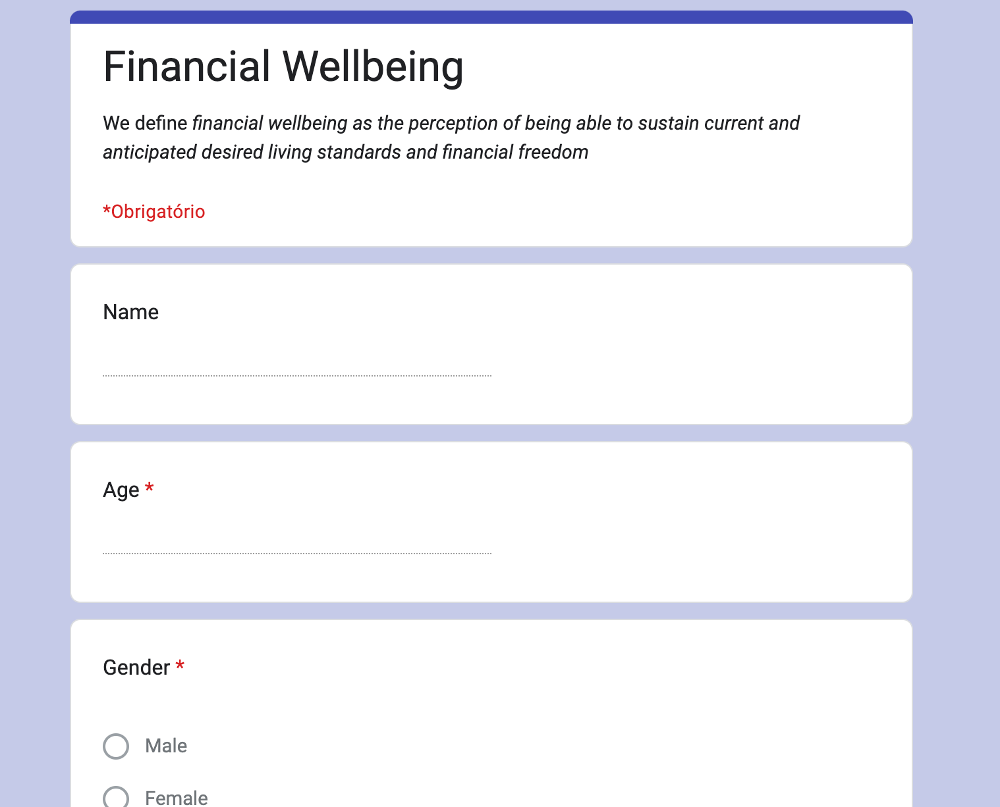 Financial Wellbeing
We define financial wellbeing as the perception of being able to sustain current and
anticipated desired living standards and financial freedom
*Obrigatório
Name
Age *
Gender *
Male
Female